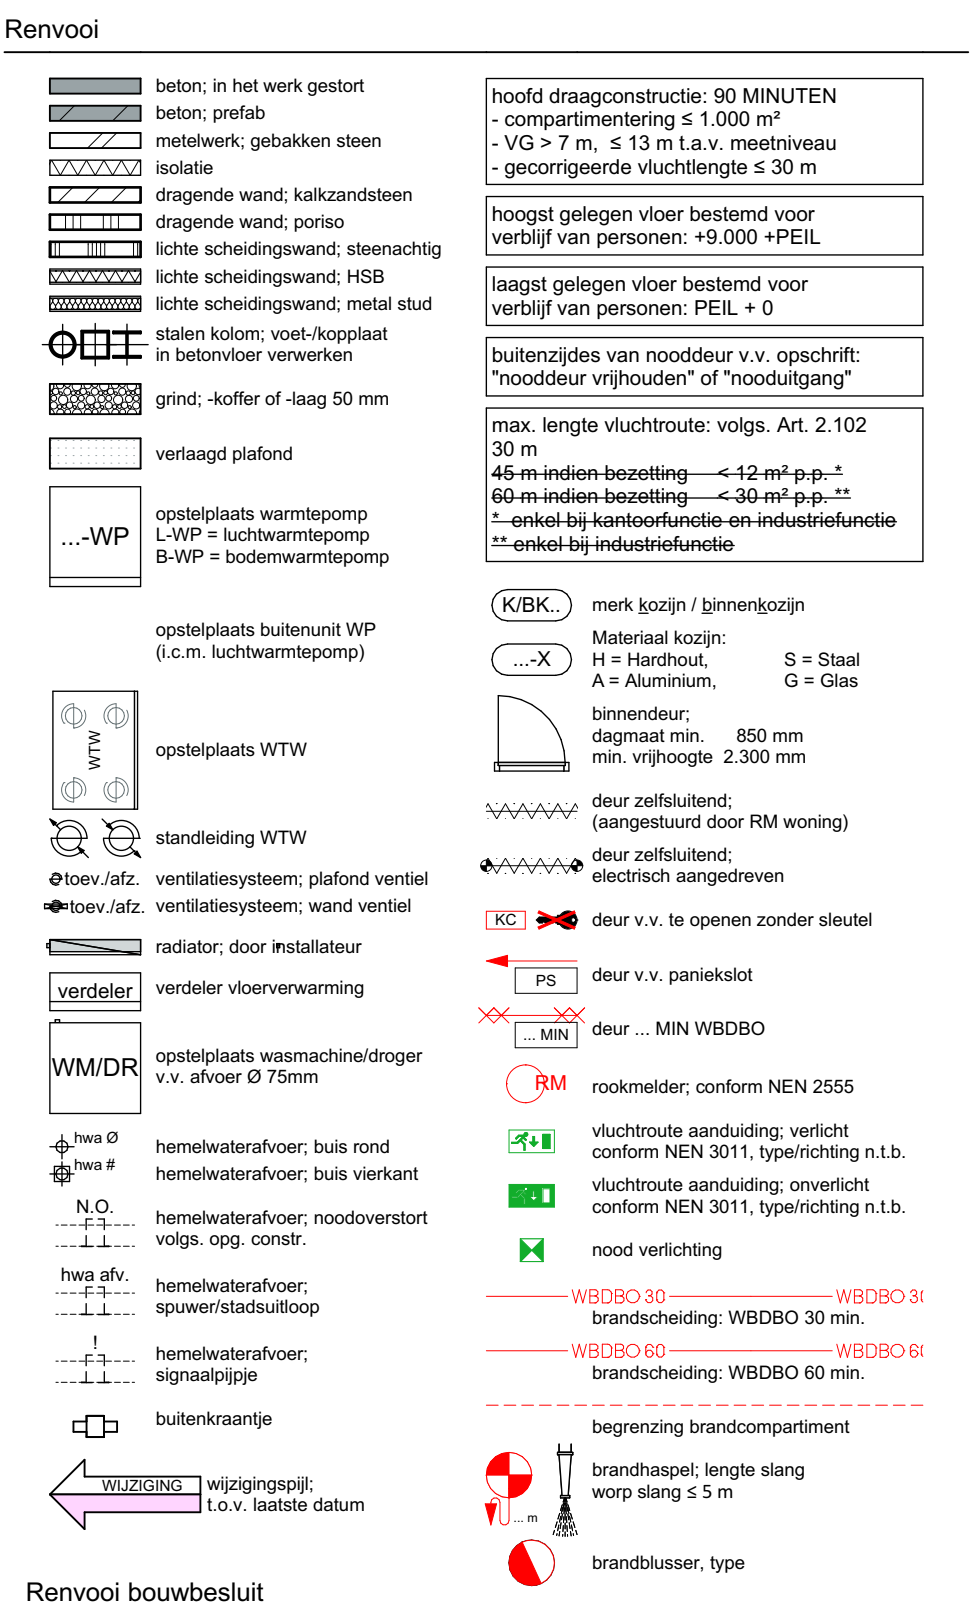 Renvooi
beton; in het werk gestort
beton; prefab
metelwerk; gebakken steen
isolatie
dragende wand; kalkzandsteen
dragende wand; poriso
lichte scheidingswand; steenachtig
lichte scheidingswand; HSB
lichte scheidingswand; metal stud
stalen kolom; voet-/kopplaat
in betonvloer verwerken
grind; -koffer of -laag 50 mm
verlaagd plafond
...-WP
opstelplaats warmtepomp
L-WP = luchtwarmtepomp
B-WP = bodemwarmtepomp
opstelplaats buitenunit WP
(i.c.m. luchtwarmtepomp)
WTW
opstelplaats WTW
standleiding WTW
toev./afz. ventilatiesysteem; plafond ventiel
toev./afz. ventilatiesysteem; wand ventiel
radiator; door installateur
verdeler verdeler vloerverwarming
WM/DR
opstelplaats wasmachine/droger
v.v. afvoer Ø 75mm
hwa Ø
hemelwaterafvoer; buis rond
hwa #
hemelwaterafvoer; buis vierkant
N.O.
hemelwaterafvoer; noodoverstort
volgs. opg. constr.
hwa afv.
hemelwaterafvoer;
spuwer/stadsuitloop
!
hemelwaterafvoer;
signaalpijpje
buitenkraantje
WIJZIGING
wijzigingspijl;
t.o.v. laatste datum
hoofd draagconstructie: 90 MINUTEN
- compartimentering ≤ 1.000 m²
- VG > 7 m, ≤ 13 m t.a.v. meetniveau
- gecorrigeerde vluchtlengte ≤ 30 m
hoogst gelegen vloer bestemd voor
verblijf van personen: +9.000 +PEIL
laagst gelegen vloer bestemd voor
verblijf van personen: PEIL + 0
buitenzijdes van nooddeur v.v. opschrift:
"nooddeur vrijhouden" of "nooduitgang"
max. lengte vluchtroute: volgs. Art. 2.102
30 m
45 m indien bezetting < 12 m² p.p. *
60 m indien bezetting < 30 m² p.p. **
* enkel bij kantoorfunctie en industriefunctie
** enkel bij industriefunctie
K/BK.. merk kozijn / binnenkozijn
...-X
Materiaal kozijn:
H = Hardhout, S = Staal
A = Aluminium, G = Glas
binnendeur;
dagmaat min. 850 mm
min. vrijhoogte 2.300 mm
deur zelfsluitend;
(aangestuurd door RM woning)
deur zelfsluitend;
electrisch aangedreven
KC deur v.v. te openen zonder sleutel
PS deur v.v. paniekslot
... MIN deur ... MIN WBDBO
RM rookmelder; conform NEN 2555
vluchtroute aanduiding; verlicht
conform NEN 3011, type/richting n.t.b.
vluchtroute aanduiding; onverlicht
conform NEN 3011, type/richting n.t.b.
nood verlichting
WBDBO 30 WBDBO 30
brandscheiding: WBDBO 30 min.
WBDBO 60 WBDBO 60
brandscheiding: WBDBO 60 min.
begrenzing brandcompartiment
brandhaspel; lengte slang
worp slang ≤ 5 m
... m
brandblusser, type
Renvooi bouwbesluit